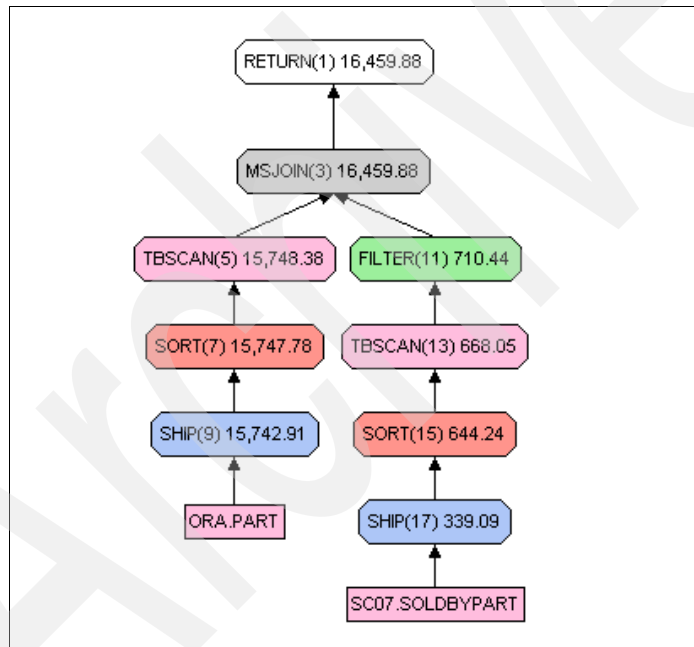 RETURN(1) 16,459.88
MSJOIN(3) 16,459.88
TBSCAN(5) 15,748.38
FILTER(11) 710.44
SORT(7) 15,747.78
TBSCAN(13) 668.05
SHIP(9) 15,742.91
SORT(15) 644.24
ORA.PART
SHIP(17) 339.09
SC07.SOLDBYPART
Archive